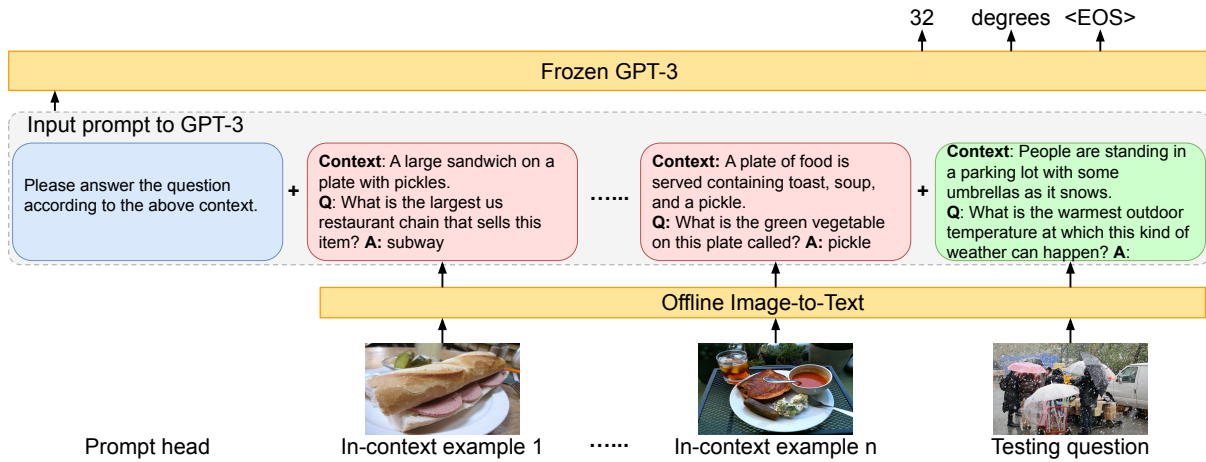 32 degrees <EOS>
Frozen GPT-3
Input prompt to GPT-3
Please answer the question
according to the above context.
+
Context: A large sandwich on a
plate with pickles.
Q: What is the largest us
restaurant chain that sells this
item? A: subway
......
Context: A plate of food is
served containing toast, soup,
and a pickle.
Q: What is the green vegetable
on this plate called? A: pickle
+
Context: People are standing in
a parking lot with some
umbrellas as it snows.
Q: What is the warmest outdoor
temperature at which this kind of
weather can happen? A:
Offline Image-to-Text
Prompt head
In-context example 1
......
In-context example n
Testing question